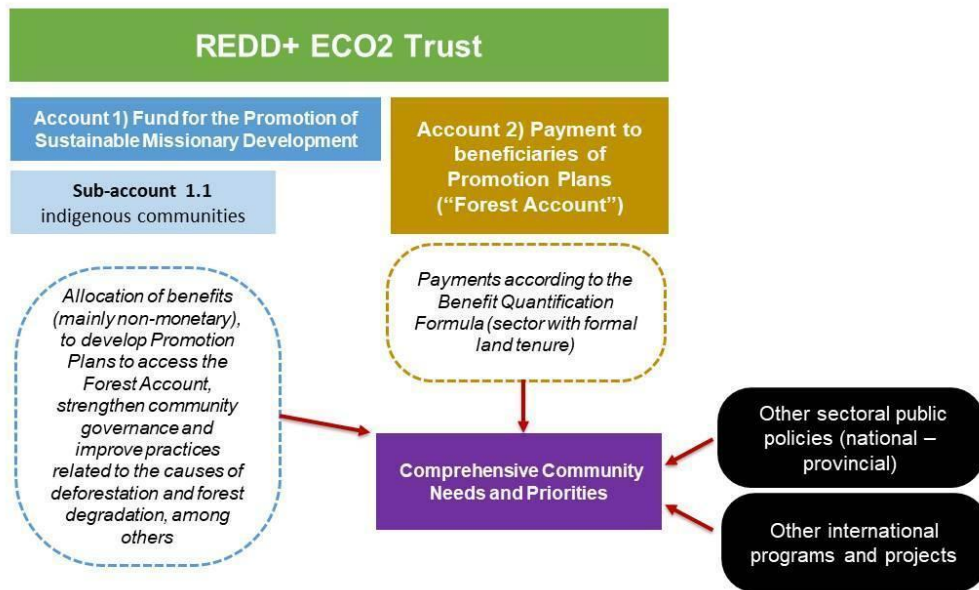 REDD+ ECO2 Trust
Account 1) Fund for the Promotion of
Sustainable Missionary Development
Sub-account 1.1
indigenous communities
Allocation of benefits
(mainly non-monetary),
to develop Promotion
Plans to access the
Forest Account,
strengthen community
governance and
improve practices
related to the causes of
deforestation and forest
degradation, among
others
Account 2) Payment to
beneficiaries of
Promotion Plans
(“Forest Account”)
Payments according to the
Benefit Quantification
Formula (sector with formal
land tenure)
Comprehensive Community
Needs and Priorities
Other sectoral public
policies (national –
provincial)
Other international
programs and projects